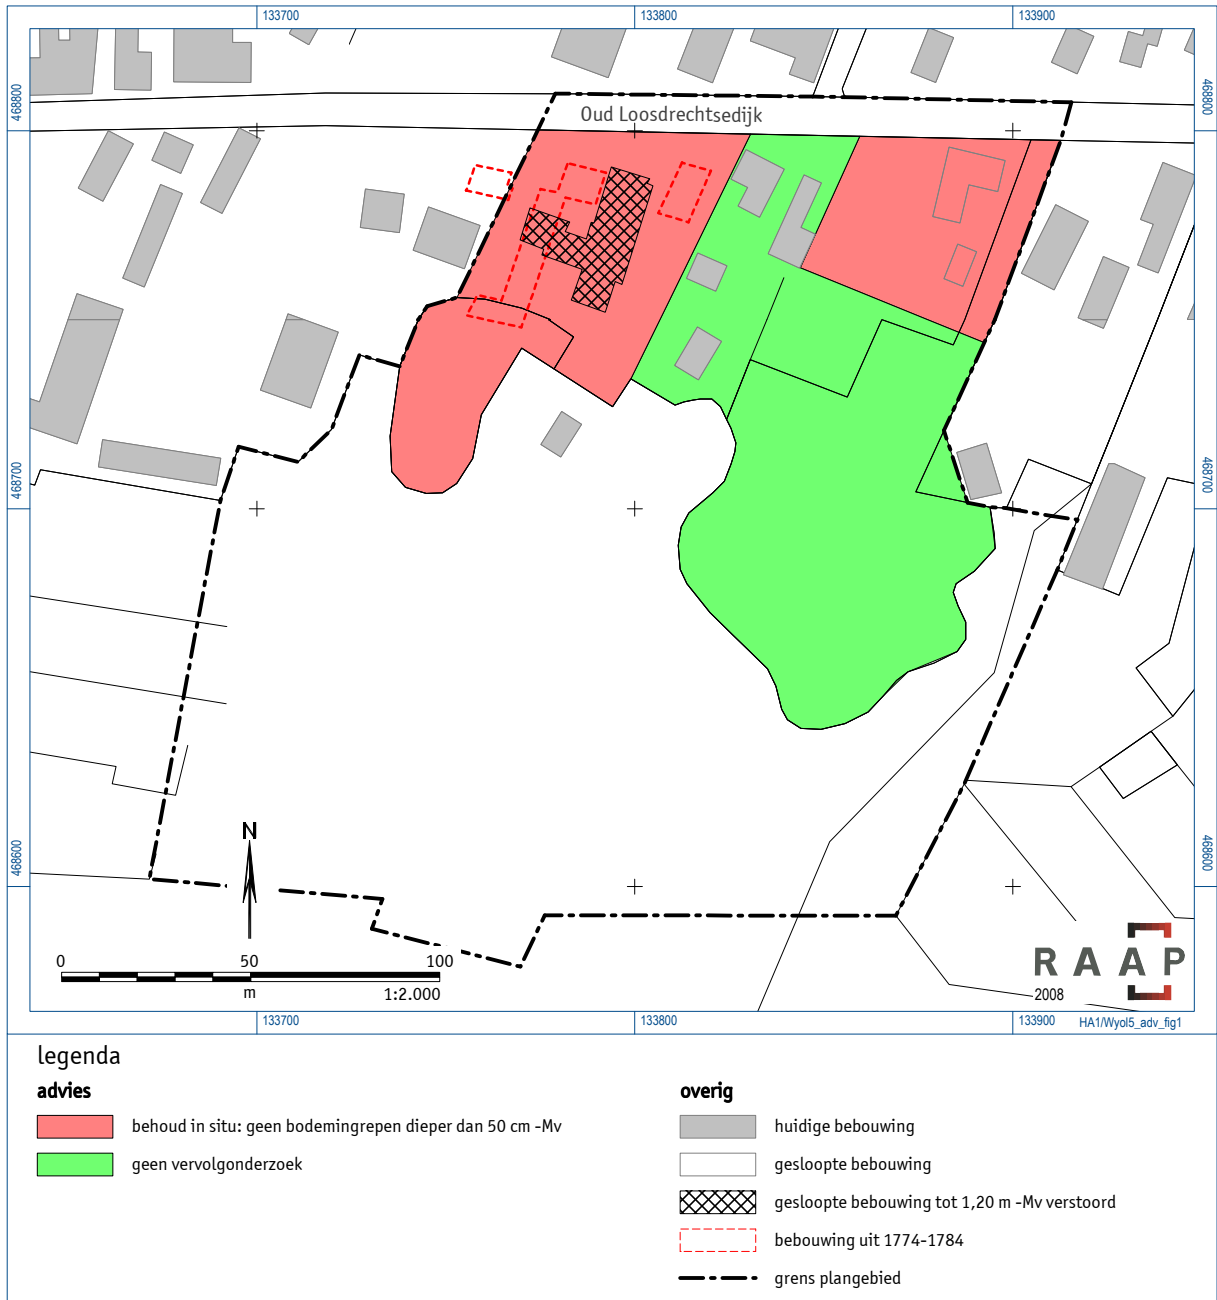 133700
133800
133900
468800
468800
Oud Loosdrechtsedijk
468700
468700
468600
468600
N
0
50
100
m
1:2.000
RAAP
2008
133700
133800
133900
HA1/Wyol5_adv_fig1
legenda
advies
behoud in situ: geen bodemingrepen dieper dan 50 cm -Mv
geen vervolgonderzoek
overig
huidige bebouwing
gesloopte bebouwing
gesloopte bebouwing tot 1,20 m -Mv verstoord
bebouwing uit 1774-1784
grens plangebied